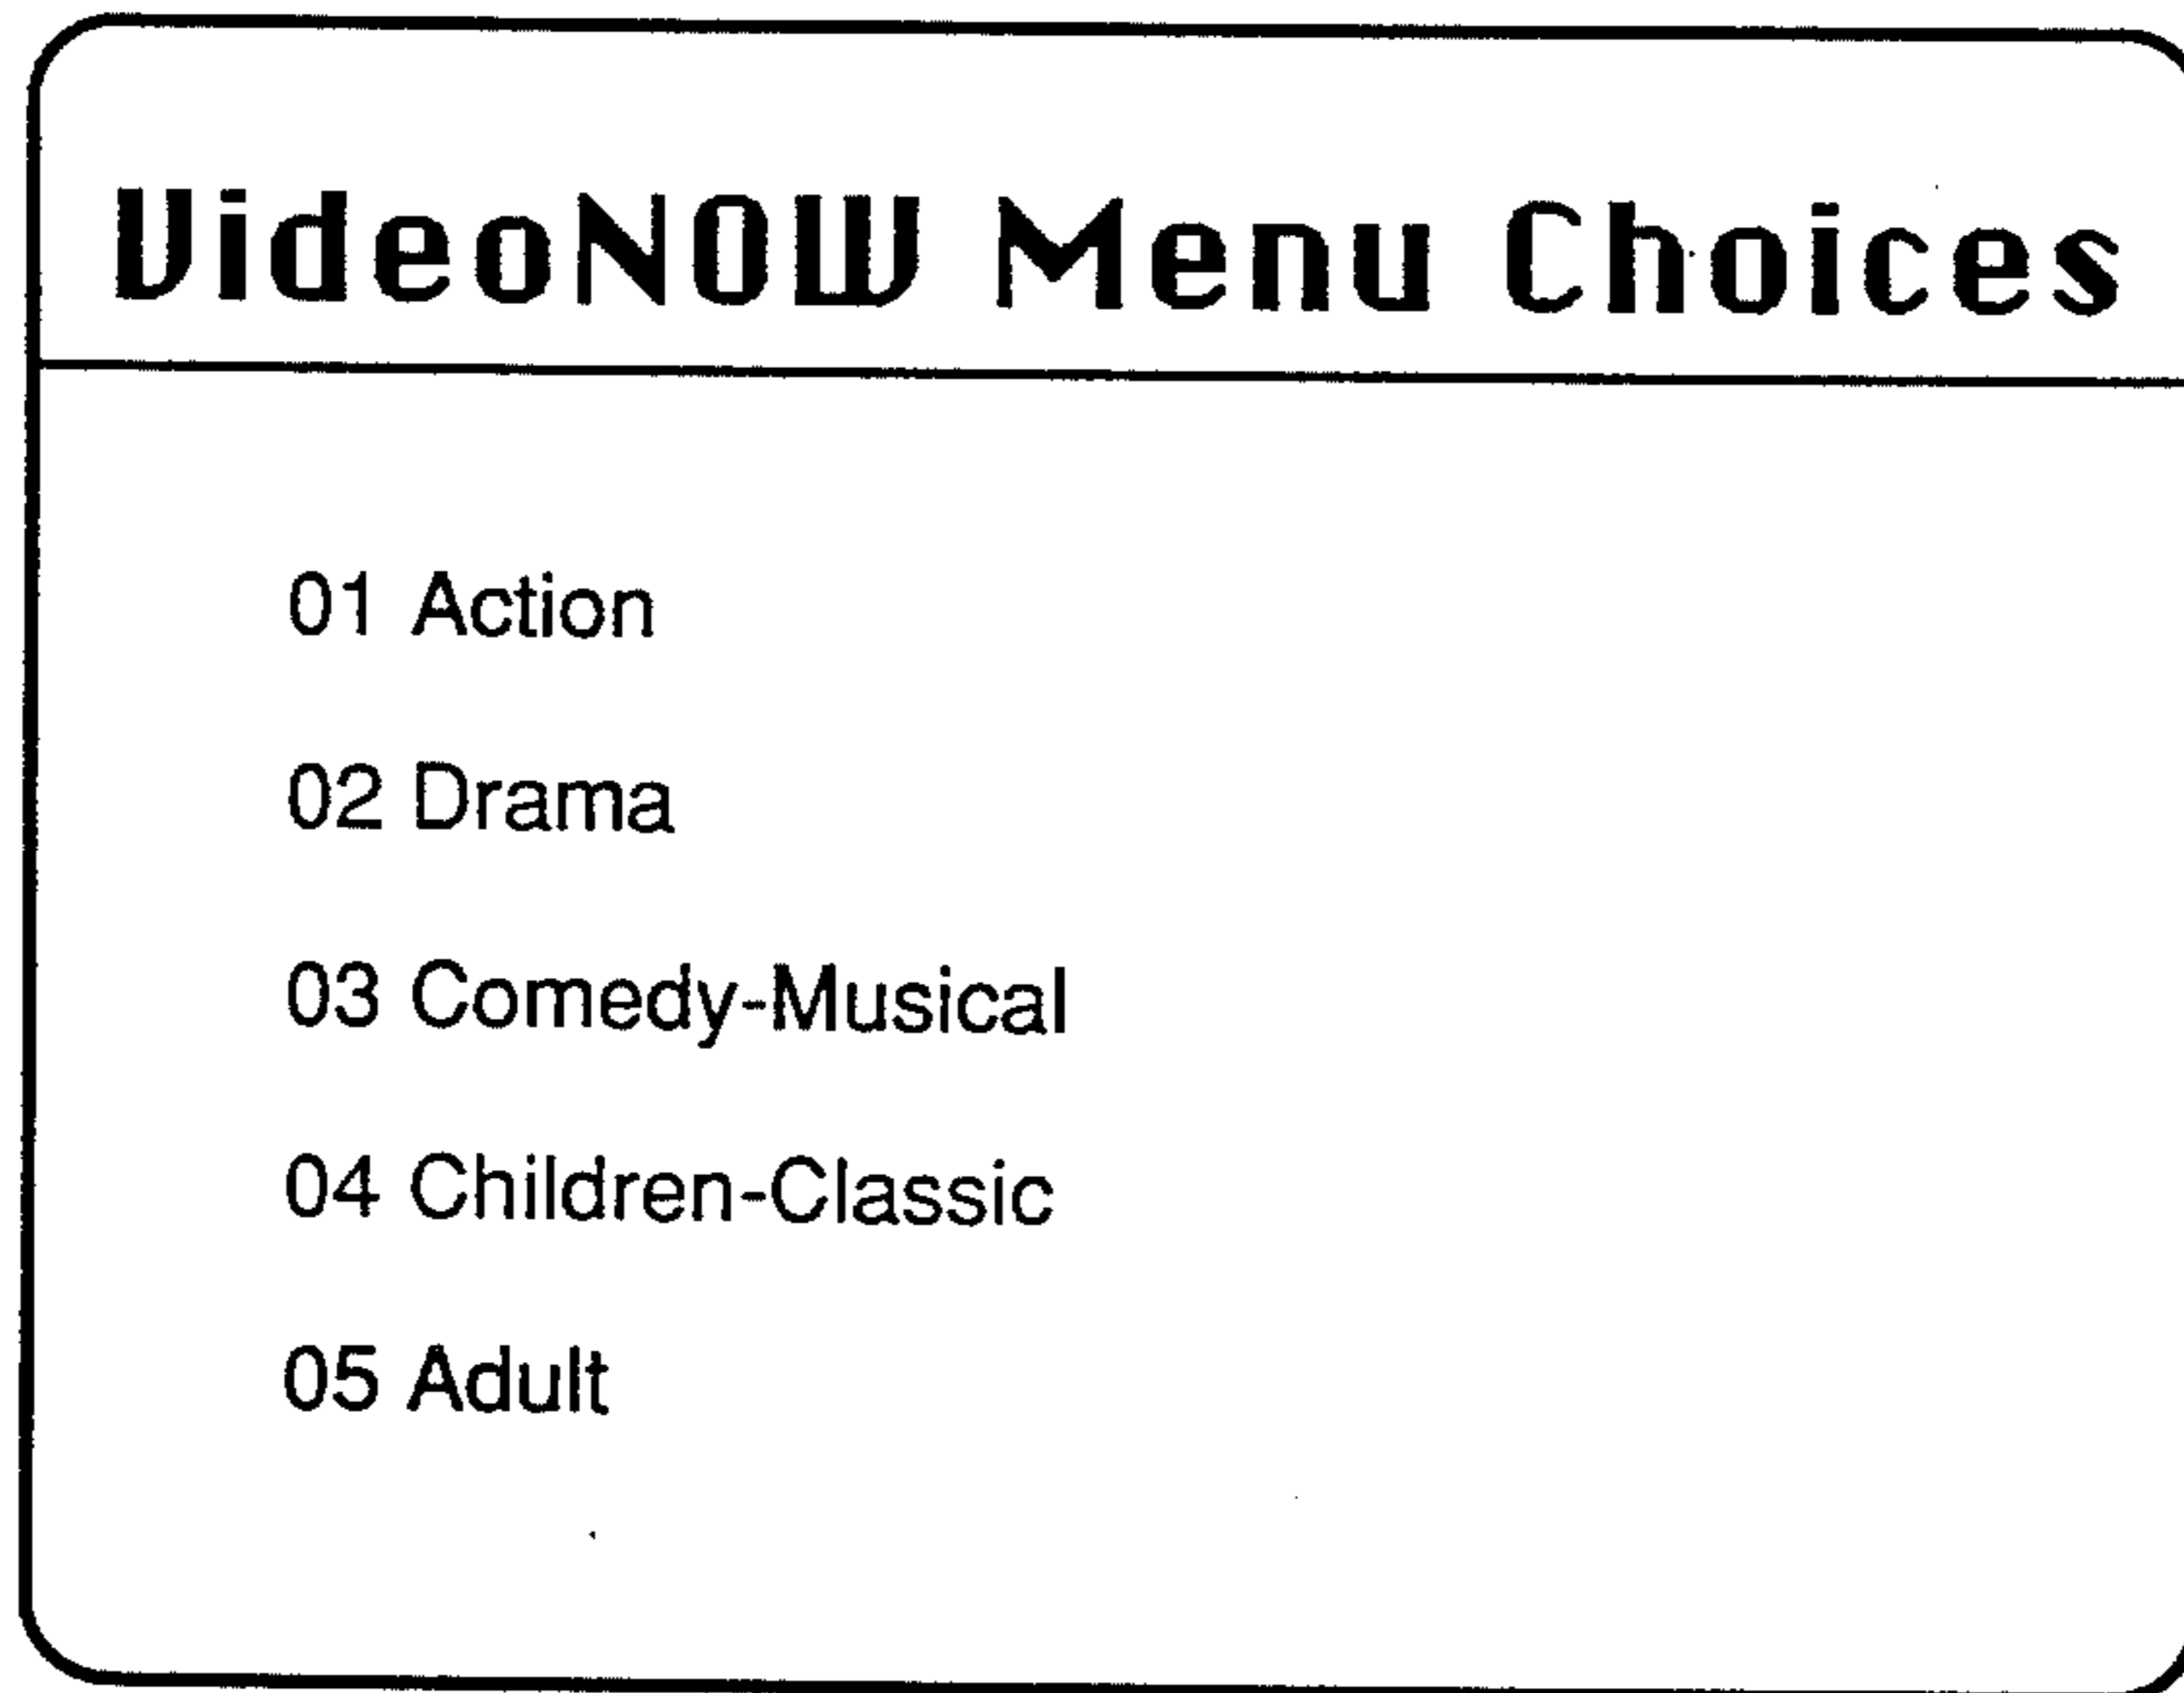 VideoNOW Menu Choices
01 Action
02 Drama
03 Comedy-Musical
04 Children-Classic
05 Adult